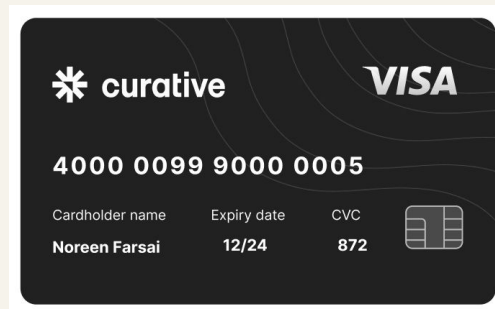 curative VISA
4000 0099 9000 0005
Cardholder name Expiry date CVC
Noreen Farsai 12/24 872